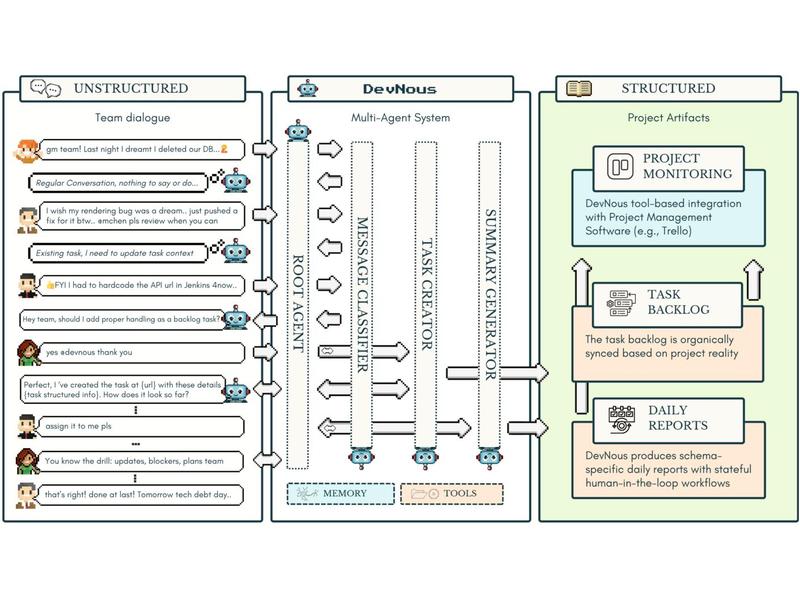 UNSTRUCTURED
Team dialogue
gm team! Last night I dreamt I deleted our DB...
Regular Conversation, nothing to say or do...
I wish my rendering bug was a dream.. just pushed a
fix for it btw.. @mchen pls review when you can
Existing task, i need to update task context
👍FYI I had to hardcode the API url in Jenkins 4now..
Hey team, should I add proper handling as a backlog task?
yes @devnous thank you
Perfect, I 've created the task at {url} with these details
{task structured info}. How does it look so far?
assign it to me pls
You know the drill: updates, blockers, plans team
that's right! done at last! Tomorrow tech debt day..
DevNous
Multi-Agent System
ROOT AGENT
MESSAGE CLASSIFIER
TASK CREATOR
SUMMARY GENERATOR
MEMORY
TOOLS
STRUCTURED
Project Artifacts
PROJECT
MONITORING
DevNous tool-based integration
with Project Management
Software (e.g., Trello)
TASK
BACKLOG
The task backlog is organically
synced based on project reality
DAILY
REPORTS
DevNous produces schema-
specific daily reports with stateful
human-in-the-loop workflows